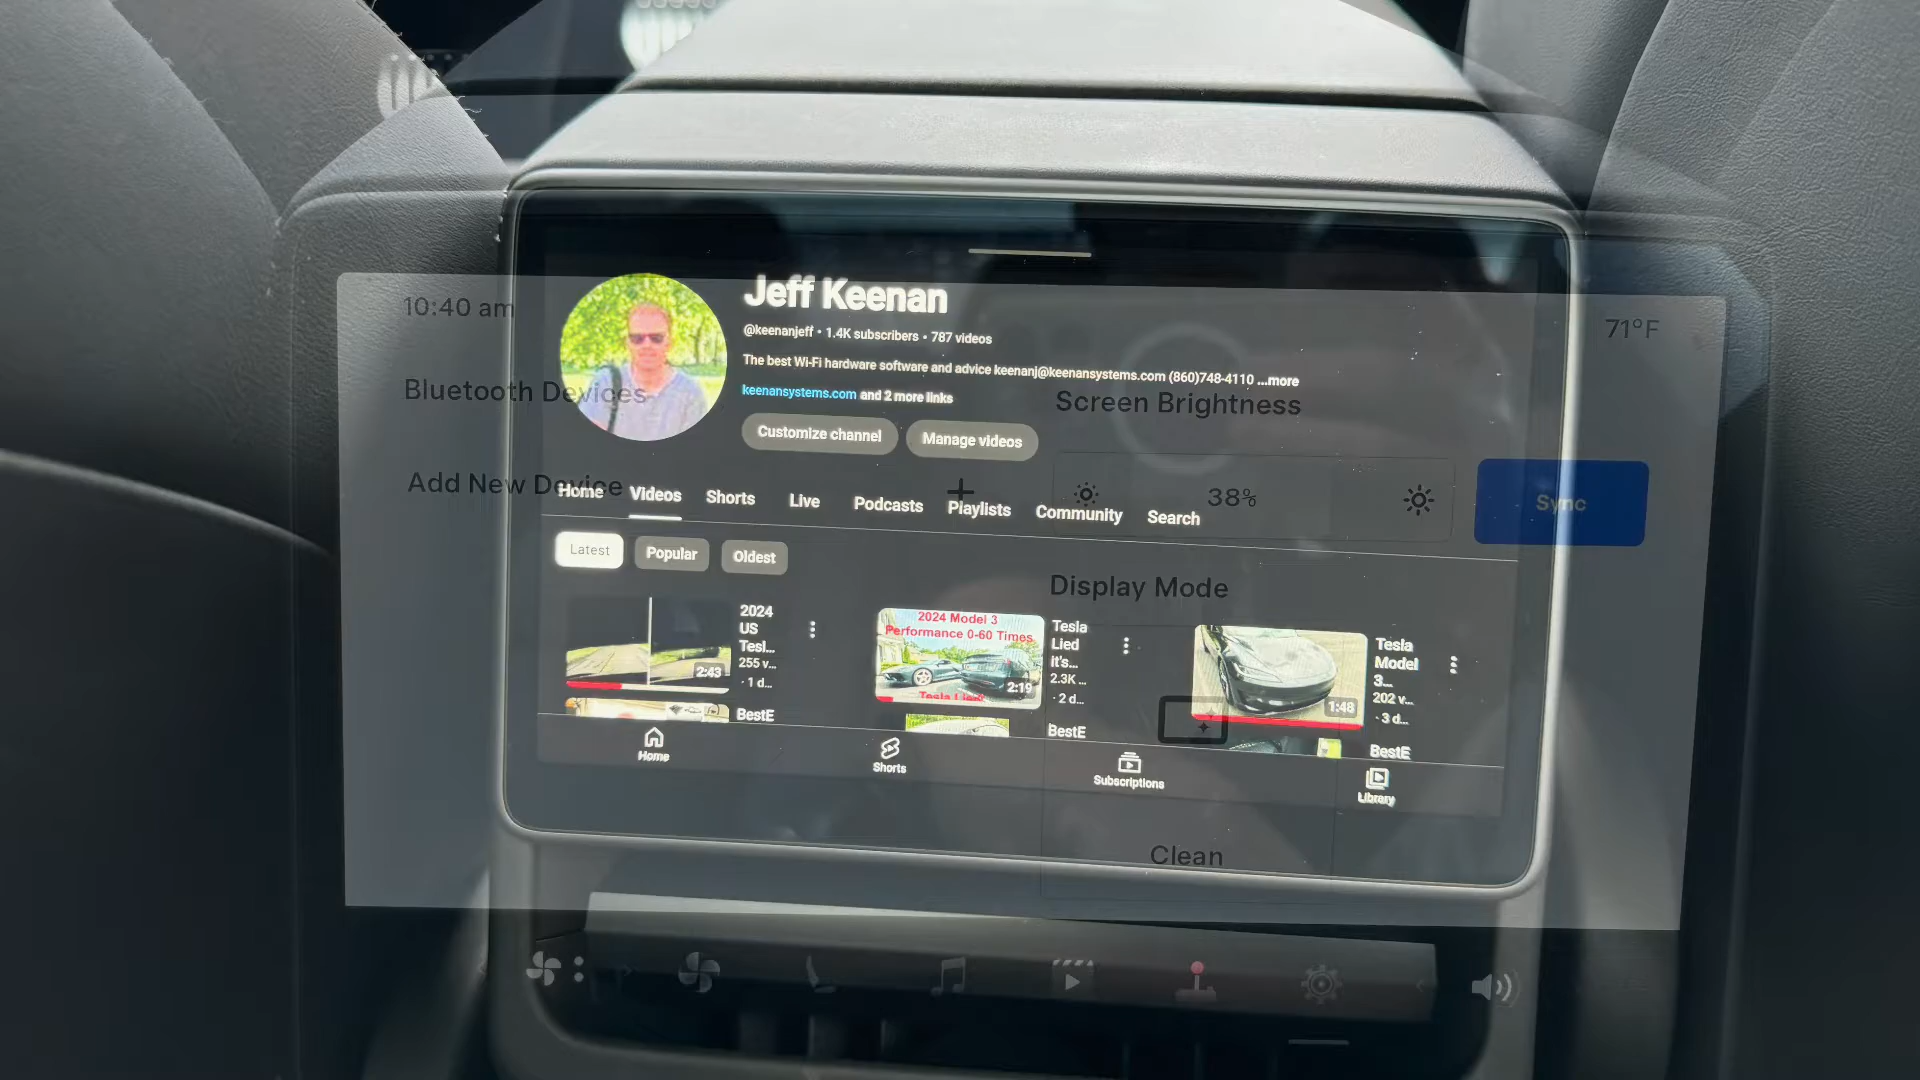 Jeff Keenan
10:40 am
71°F
@keenanjeff • 1.4K subscribers • 787 videos
The best Wi-Fi hardware software and advice keenanj@keenansystems.com (860)748-4110 ...more
Bluetooth Devices
keenansystems.com and 2 more links
Screen Brightness
Customize channel
Manage videos
Add New Device
+
38%
Sync
Home Videos Shorts Live Podcasts Playlists Community Search
Latest Popular Oldest
Display Mode
2024
US
Tesl...
255 v...
· 1 d...
2:43
2024 Model 3
Performance 0-60 Times
Tesla Lied
2:19
Tesla
Lied
it's...
2.3K ...
· 2 d...
1:48
Tesla
Model
3...
202 v...
· 3 d...
BestE
BestE
BestE
Home
Shorts
Subscriptions
Library
Clean